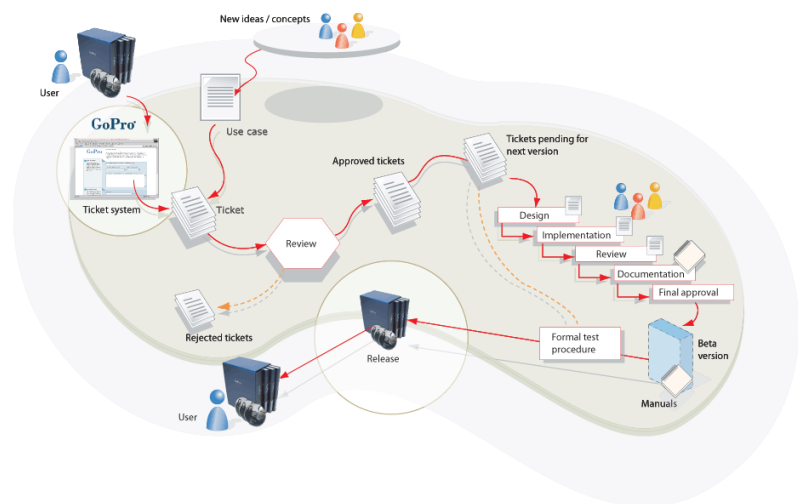 New ideas / concepts
User
GoPro
Use case
GoPro
Ticket system
Ticket
Review
Approved tickets
Tickets pending for
next version
Design
Implementation
Review
Documentation
Final approval
Rejected tickets
Release
Formal test
procedure
Beta
version
Manuals
User